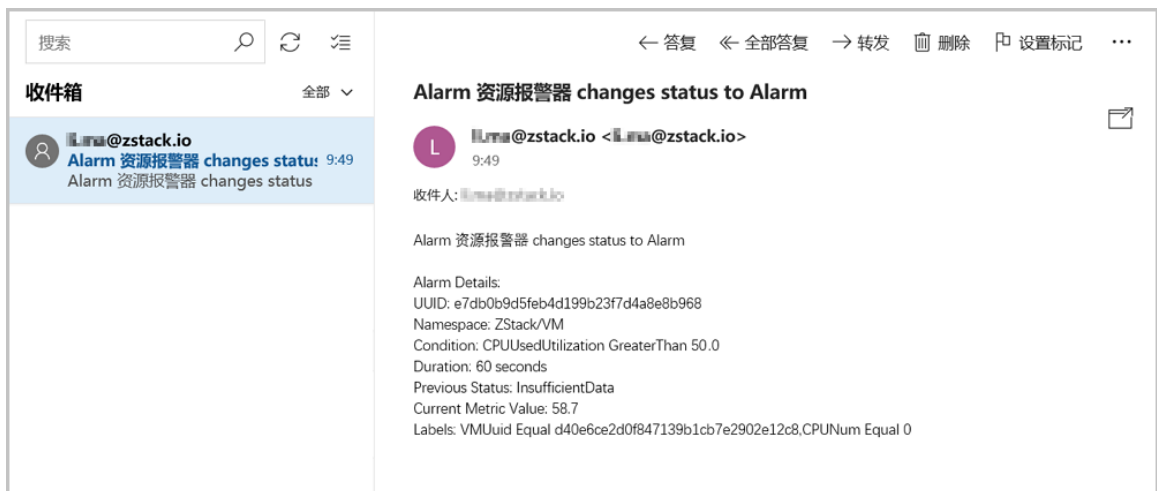 搜索
收件箱
全部
@zstack.io
Alarm 资源报警器 changes statu: 9:49
Alarm 资源报警器 changes status
答复 全部答复 转发 删除 设置标记 ...
Alarm 资源报警器 changes status to Alarm
L
@zstack.io < @zstack.io>
9:49
收件人:
Alarm 资源报警器 changes status to Alarm
Alarm Details:
UUID: e7db0b9d5feb4d199b23f7d4a8e8b968
Namespace: ZStack/VM
Condition: CPUUsedUtilization GreaterThan 50.0
Duration: 60 seconds
Previous Status: InsufficientData
Current Metric Value: 58.7
Labels: VMUuid Equal d40e6ce2d0f847139b1cb7e2902e12c8,CPUNum Equal 0